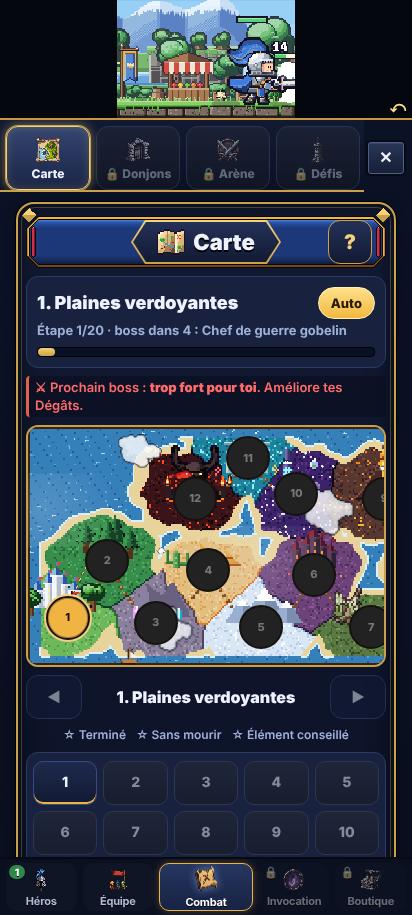 14
Carte
Donjons
Arène
Défis
×
Carte
?
1. Plaines verdoyantes
Auto
Étape 1/20 · boss dans 4 : Chef de guerre gobelin
⚔ Prochain boss : trop fort pour toi. Améliore tes
Dégâts.
11
12
10
9
2
4
6
1
3
5
7
◀ 1. Plaines verdoyantes ▶
☆ Terminé ☆ Sans mourir ☆ Élément conseillé
1 2 3 4 5
6 7 8 9 10
1
Héros
Équipe
Combat
Invocation
Boutique